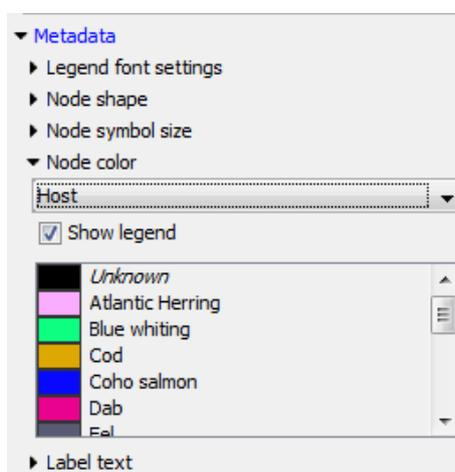 Metadata
Legend font settings
Node shape
Node symbol size
Node color
Host
Show legend
Unknown
Atlantic Herring
Blue whiting
Cod
Coho salmon
Dab
Eel
Label text